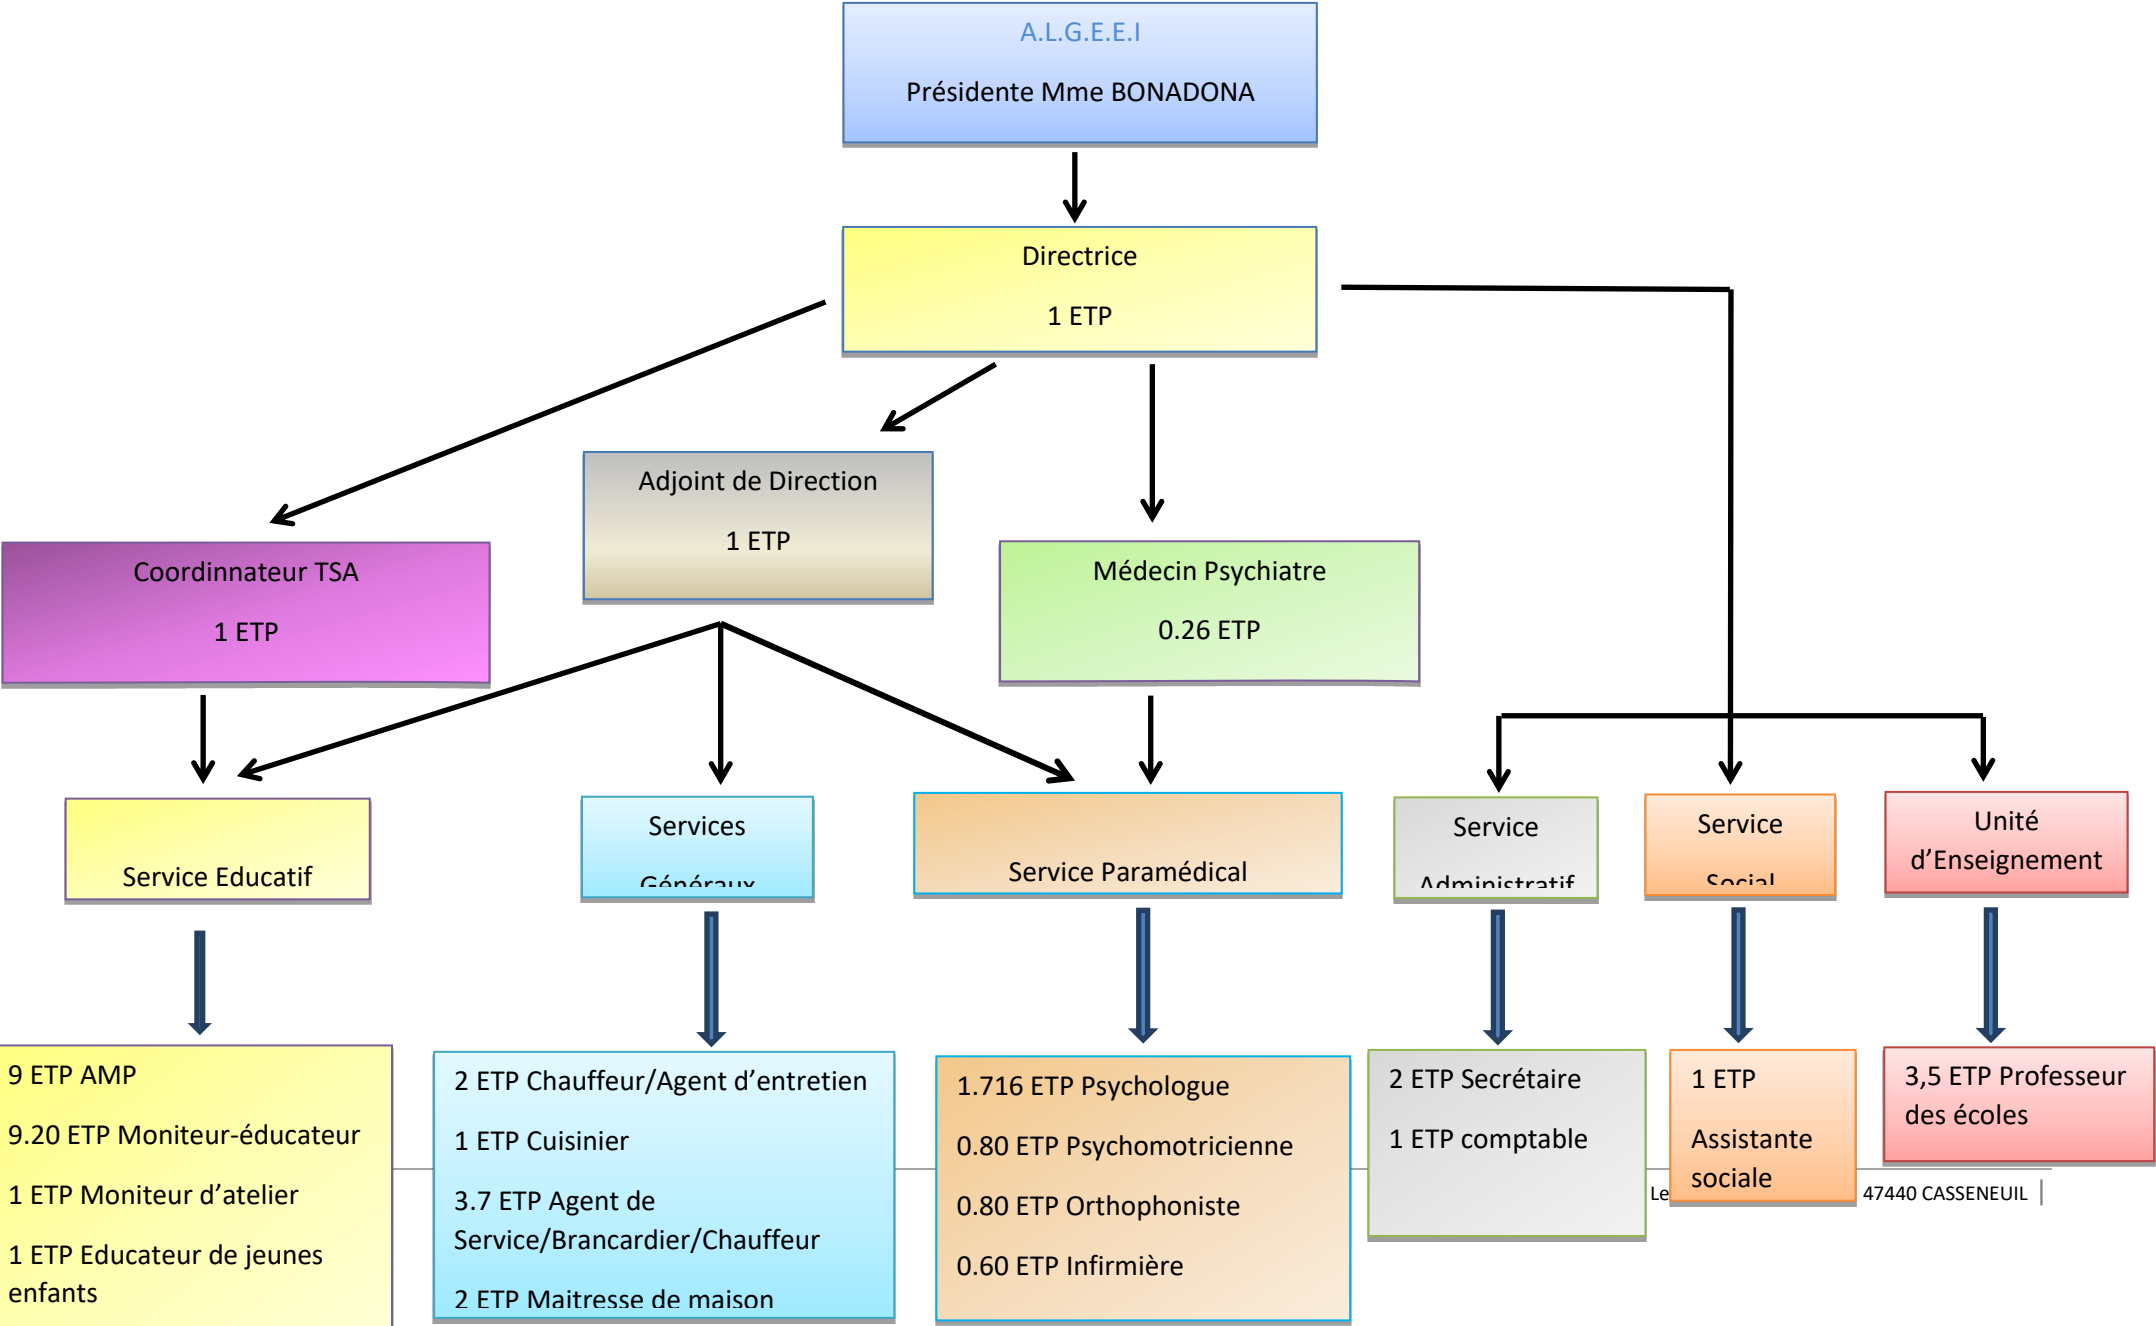 A.L.G.E.E.I
Présidente Mme BONADONA
Directrice
1 ETP
Adjoint de Direction
1 ETP
Coordinnateur TSA
1 ETP
Médecin Psychiatre
0.26 ETP
Service Educatif
Services
Généraux
Service Paramédical
Service
Administratif
Service
Social
Unité
d’Enseignement
9 ETP AMP
9.20 ETP Moniteur-éducateur
1 ETP Moniteur d’atelier
1 ETP Educateur de jeunes
enfants
2 ETP Chauffeur/Agent d’entretien
1 ETP Cuisinier
3.7 ETP Agent de
Service/Brancardier/Chauffeur
2 ETP Maitresse de maison
1.716 ETP Psychologue
0.80 ETP Psychomotricienne
0.80 ETP Orthophoniste
0.60 ETP Infirmière
2 ETP Secrétaire
1 ETP comptable
1 ETP
Assistante
sociale
3,5 ETP Professeur
des écoles
Le 47440 CASSENEUIL